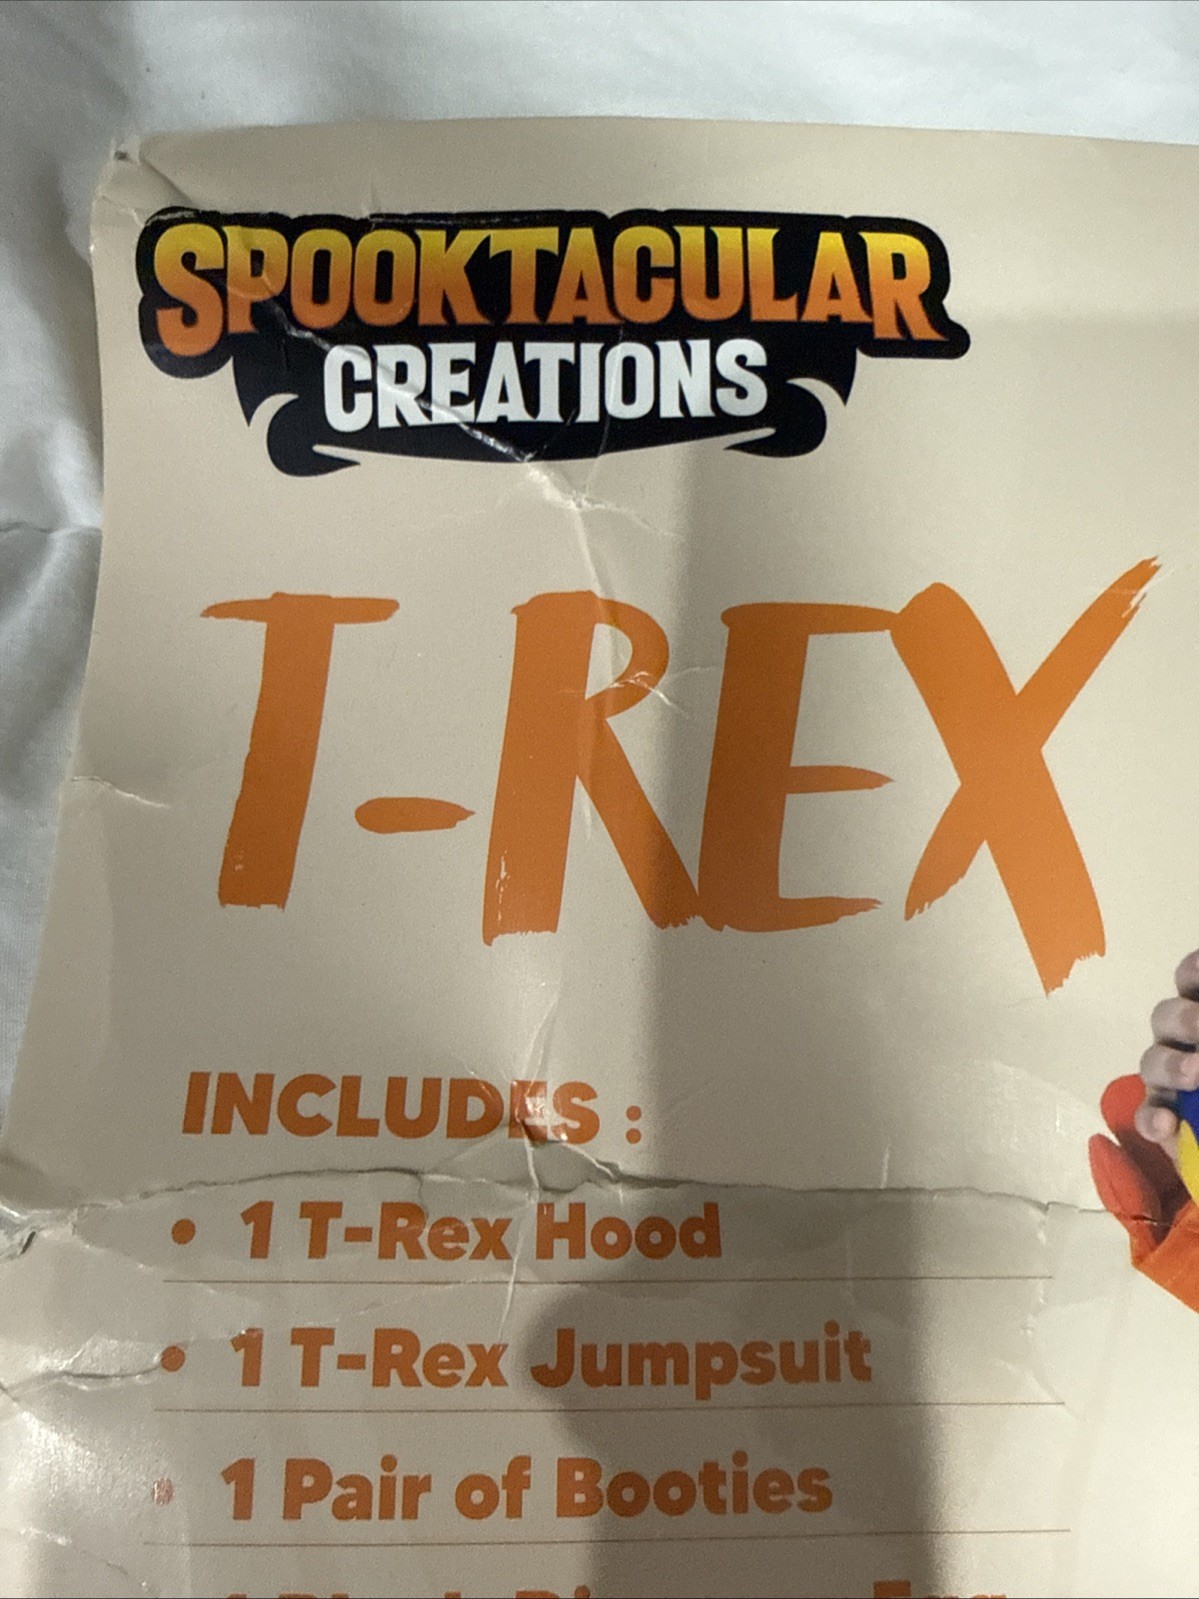 SPOOKTACULAR
CREATIONS
T-REX
INCLUDES :
• 1 T-Rex Hood
• 1 T-Rex Jumpsuit
• 1 Pair of Booties